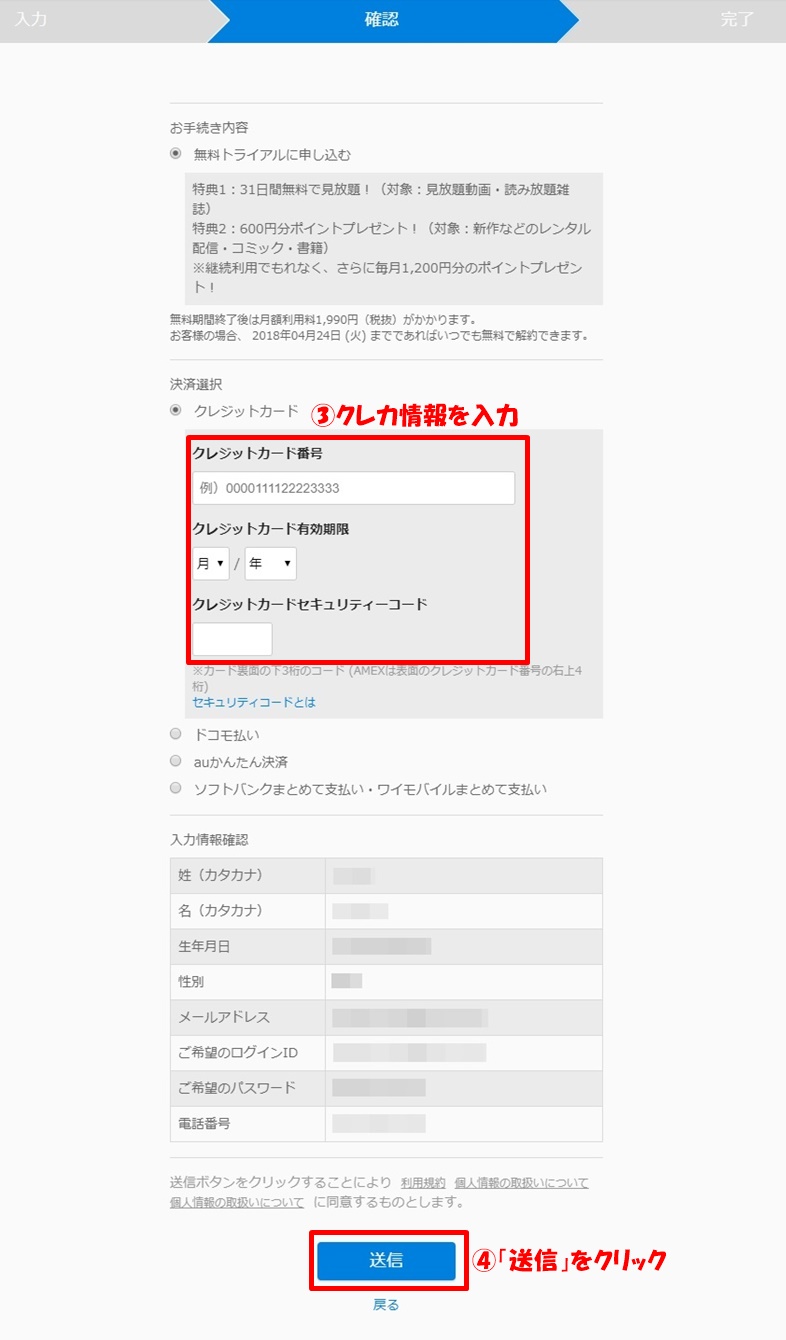 入力
確認
完了
お手続き内容
無料トライアルに申し込む
特典1：31日間無料で見放題！（対象：見放題動画・読み放題雑
誌）
特典2：600円分ポイントプレゼント！（対象：新作などのレンタル
配信・コミック・書籍）
※継続利用でもれなく、さらに毎月1,200円分のポイントプレゼン
ト！
無料期間終了後は月額利用料1,990円（税抜）がかかります。
お客様の場合、 2018年04月24日 (火) までであればいつでも無料で解約できます。
決済選択
クレジットカード
③クレカ情報を入力
クレジットカード番号
例）0000111122223333
クレジットカード有効期限
月 / 年
クレジットカードセキュリティーコード
※カード裏面の下3桁のコード (AMEXは表面のクレジットカード番号の右上4
桁)
セキュリティコードとは
ドコモ払い
auかんたん決済
ソフトバンクまとめて支払い・ワイモバイルまとめて支払い
入力情報確認
姓（カタカナ）
名（カタカナ）
生年月日
性別
メールアドレス
ご希望のログインID
ご希望のパスワード
電話番号
送信ボタンをクリックすることにより 利用規約 個人情報の取扱いについて
個人情報の取扱いについて に同意するものとします。
送信
④「送信」をクリック
戻る